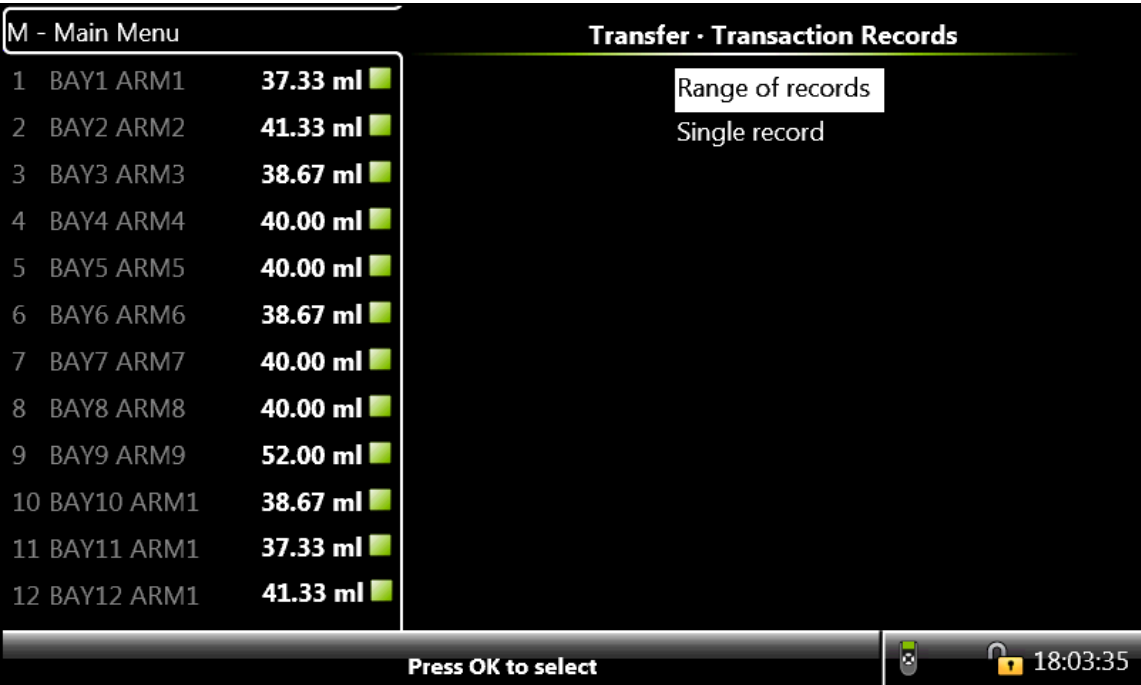 M - Main Menu
1 BAY1 ARM1 37.33 ml
2 BAY2 ARM2 41.33 ml
3 BAY3 ARM3 38.67 ml
4 BAY4 ARM4 40.00 ml
5 BAY5 ARM5 40.00 ml
6 BAY6 ARM6 38.67 ml
7 BAY7 ARM7 40.00 ml
8 BAY8 ARM8 40.00 ml
9 BAY9 ARM9 52.00 ml
10 BAY10 ARM1 38.67 ml
11 BAY11 ARM1 37.33 ml
12 BAY12 ARM1 41.33 ml
Transfer · Transaction Records
Range of records
Single record
Press OK to select
18:03:35